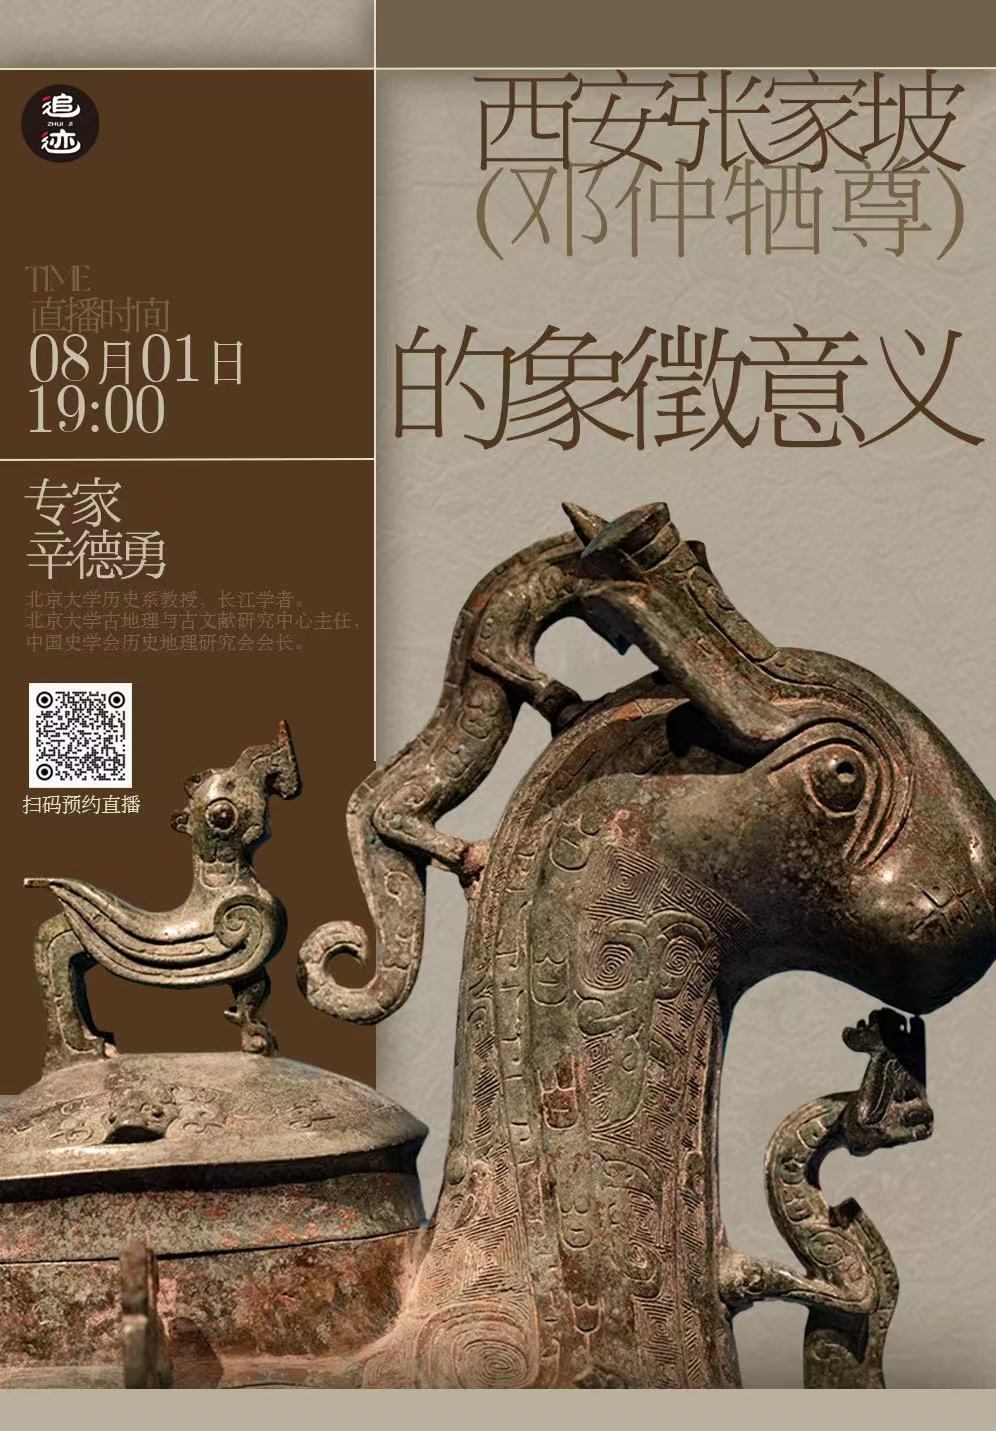 追
ZHUI JI
迹
西安张家坡
(邓仲牺尊)
的象徵意义
TIME
直播时间
08月01日
19:00
专家
辛德勇
北京大学历史系教授、长江学者。
北京大学古地理与古文献研究中心主任，
中国史学会历史地理研究会会长。
扫码预约直播